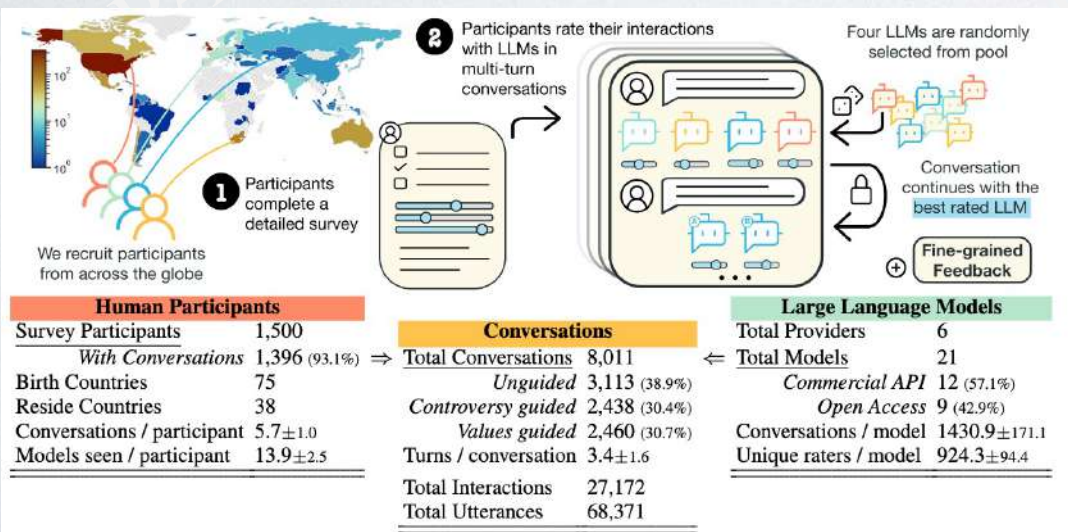 10²
10¹
10⁰
We recruit participants
from across the globe
1
Participants
complete a
detailed survey
2
Participants rate their interactions
with LLMs in
multi-turn
conversations
Four LLMs are randomly
selected from pool
Conversation
continues with the
best rated LLM
Fine-grained
Feedback
Human Participants
Survey Participants 1,500
With Conversations 1,396 (93.1%) ⇒
Birth Countries 75
Reside Countries 38
Conversations / participant 5.7±1.0
Models seen / participant 13.9±2.5
Conversations
Total Conversations 8,011
Unguided 3,113 (38.9%)
Controversy guided 2,438 (30.4%)
Values guided 2,460 (30.7%)
Turns / conversation 3.4±1.6
Total Interactions 27,172
Total Utterances 68,371
Large Language Models
Total Providers 6
⇐ Total Models 21
Commercial API 12 (57.1%)
Open Access 9 (42.9%)
Conversations / model 1430.9±171.1
Unique raters / model 924.3±94.4